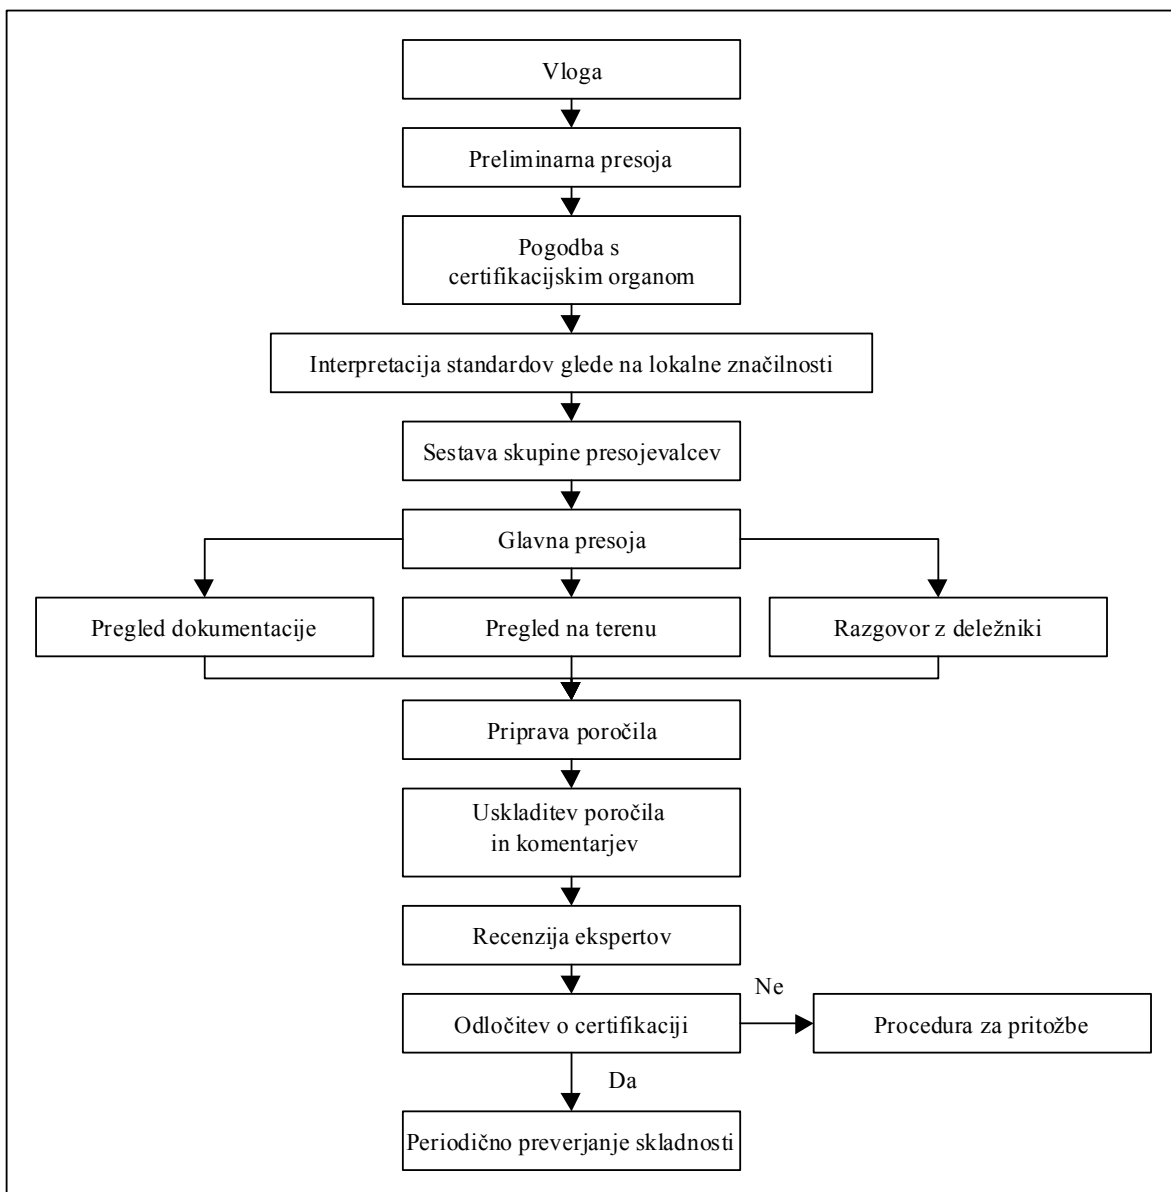 Vloga
Preliminarna presoja
Pogodba s
certifikacijskim organom
Interpretacija standardov glede na lokalne značilnosti
Sestava skupine presojevalcev
Glavna presoja
Pregled dokumentacije
Pregled na terenu
Razgovor z deležniki
Priprava poročila
Uskladitev poročila
in komentarjev
Recenzija ekspertov
Ne
Odločitev o certifikaciji
Procedura za pritožbe
Da
Periodično preverjanje skladnosti